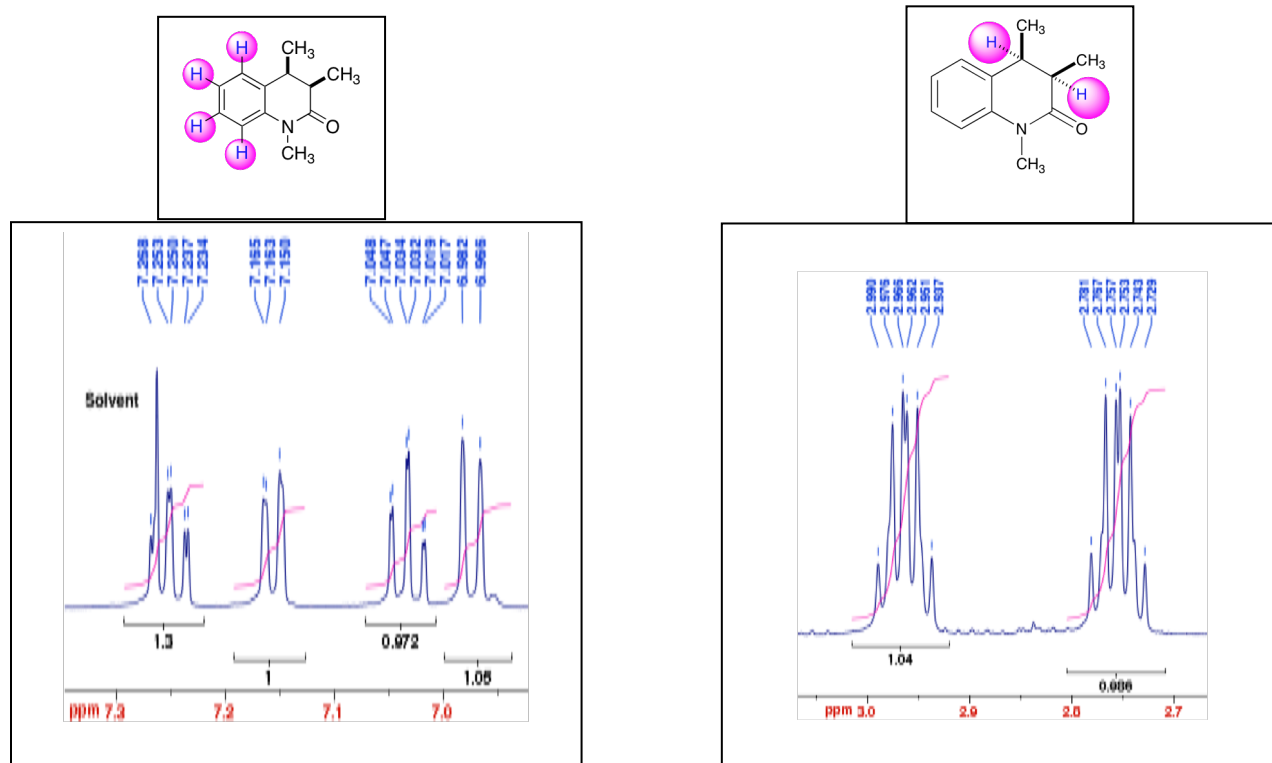 H CH₃
H CH₃
H N O
H CH₃
7.268 7.253 7.250 7.237 7.234 7.165 7.163 7.150 7.048 7.047 7.034 7.032 7.019 7.017 6.982 6.966
Solvent
1.3 0.972
1 1.05
ppm 7.3 7.2 7.1 7.0
CH₃
H CH₃
H
N O
CH₃
2.990 2.976 2.966 2.962 2.951 2.937 2.781 2.767 2.757 2.753 2.743 2.729
1.04
0.986
ppm 3.0 2.9 2.8 2.7